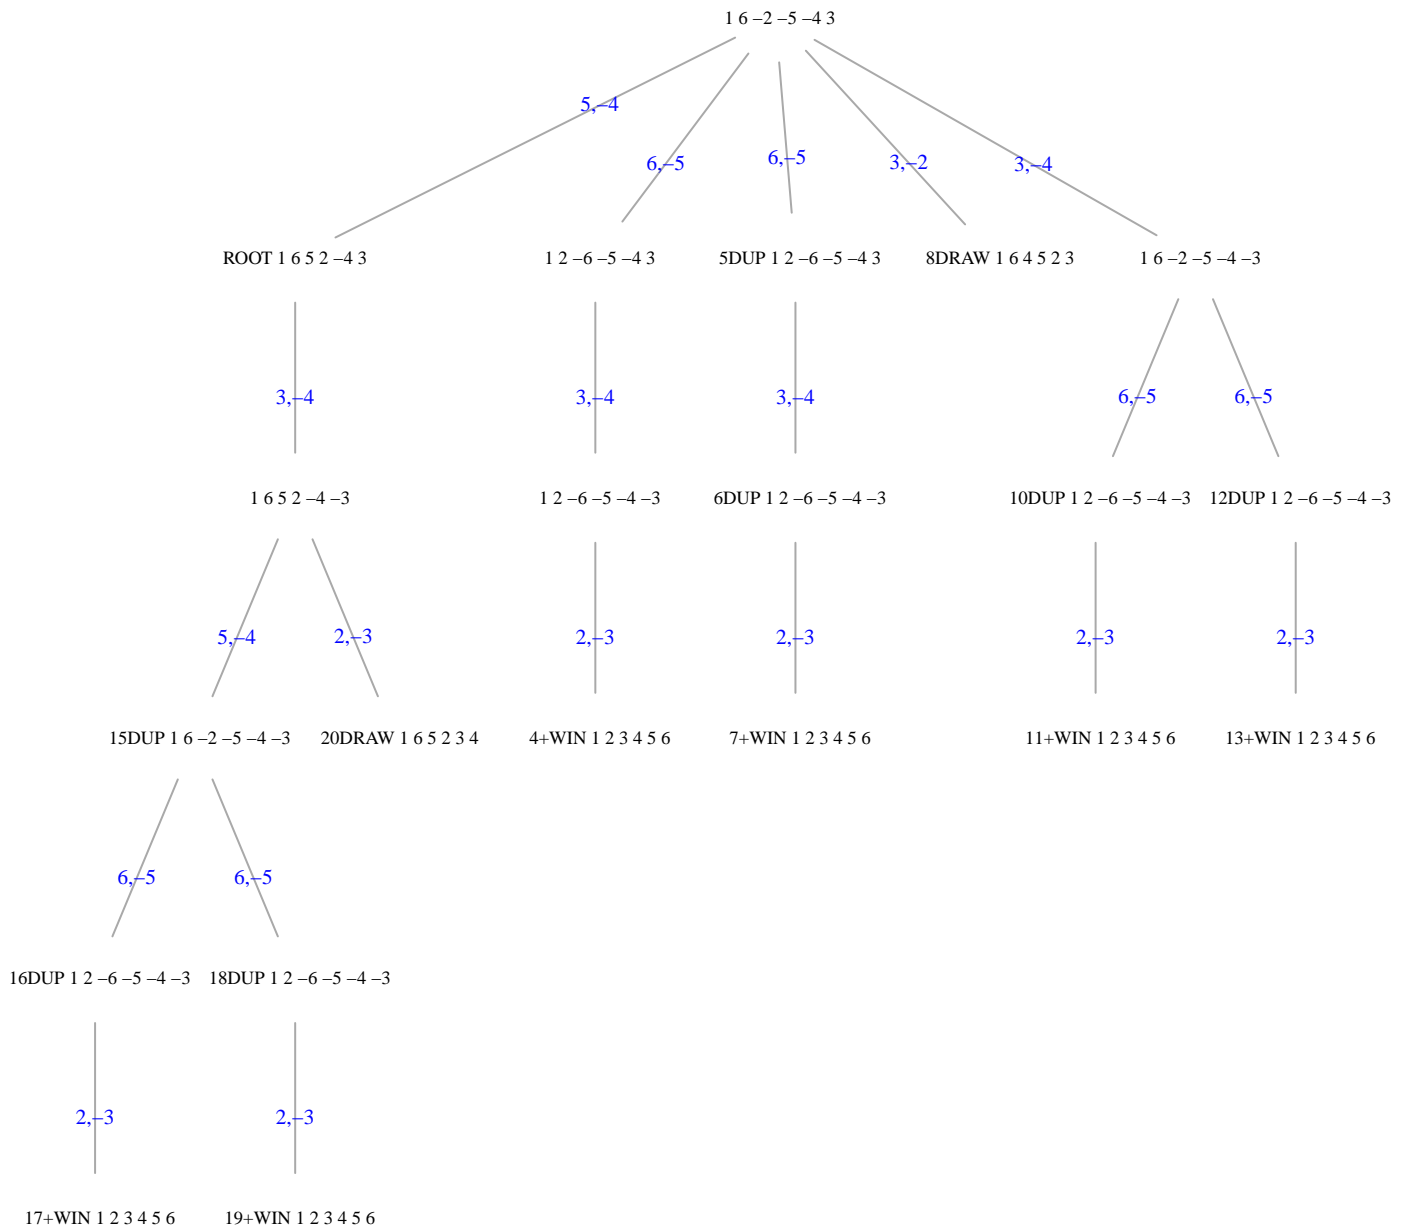 1 6 –2 –5 –4 3
5,–4
6,–5
6,–5
3,–2
3,–4
ROOT 1 6 5 2 –4 3
1 2 –6 –5 –4 3
5DUP 1 2 –6 –5 –4 3
8DRAW 1 6 4 5 2 3
1 6 –2 –5 –4 –3
3,–4
3,–4
3,–4
6,–5
6,–5
1 6 5 2 –4 –3
1 2 –6 –5 –4 –3
6DUP 1 2 –6 –5 –4 –3
10DUP 1 2 –6 –5 –4 –3
12DUP 1 2 –6 –5 –4 –3
5,–4
2,–3
2,–3
2,–3
2,–3
2,–3
15DUP 1 6 –2 –5 –4 –3
20DRAW 1 6 5 2 3 4
4+WIN 1 2 3 4 5 6
7+WIN 1 2 3 4 5 6
11+WIN 1 2 3 4 5 6
13+WIN 1 2 3 4 5 6
6,–5
6,–5
16DUP 1 2 –6 –5 –4 –3
18DUP 1 2 –6 –5 –4 –3
2,–3
2,–3
17+WIN 1 2 3 4 5 6
19+WIN 1 2 3 4 5 6